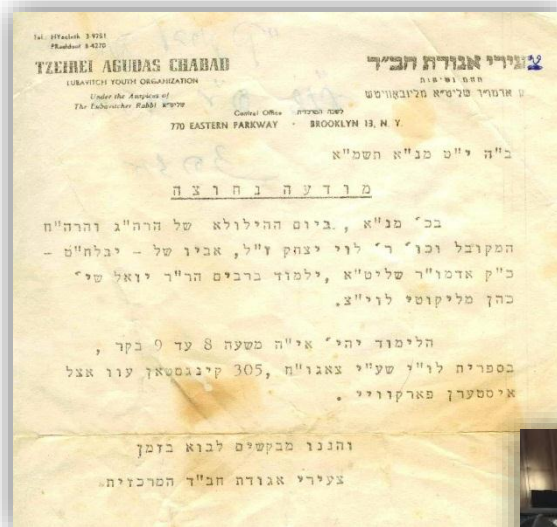 Tel. HYacinth 3-9251
PResident 8-4270
TZEIREI AGUDAS CHABAD
LUBAVITCH YOUTH ORGANIZATION
Under the Auspices of
The Lubavitcher Rabbi שליט"א
צעירי אגודת חב"ד
תחת נשיאות
אדמו"ר שליט"א מליובאוויטש
Central Office לשכה המרכזית
770 EASTERN PARKWAY · BROOKLYN 13, N. Y.
ב"ה י"ט מנ"א תשמ"א
מודעה נחוצה
בכ' מנ"א , ביום ההילולא של הרה"ג והרה"ח
המקובל וכו' ר' לוי יצחק ז"ל, אביו של - יבלח"ט -
כ"ק אדמו"ר שליט"א ,ילמוד ברבים הר"ר יואל שי'
כהן מליקוטי לוי"צ.
הלימוד יהי' אי"ה משעה 8 עד 9 בקר ,
בספרית לו"י שע"י צאגו"ח ,305 קינגסטאן עוו אצל
איסטערן פארקוויי .
והננו מבקשים לבוא בזמן
צעירי אגודת חב"ד המרכזית